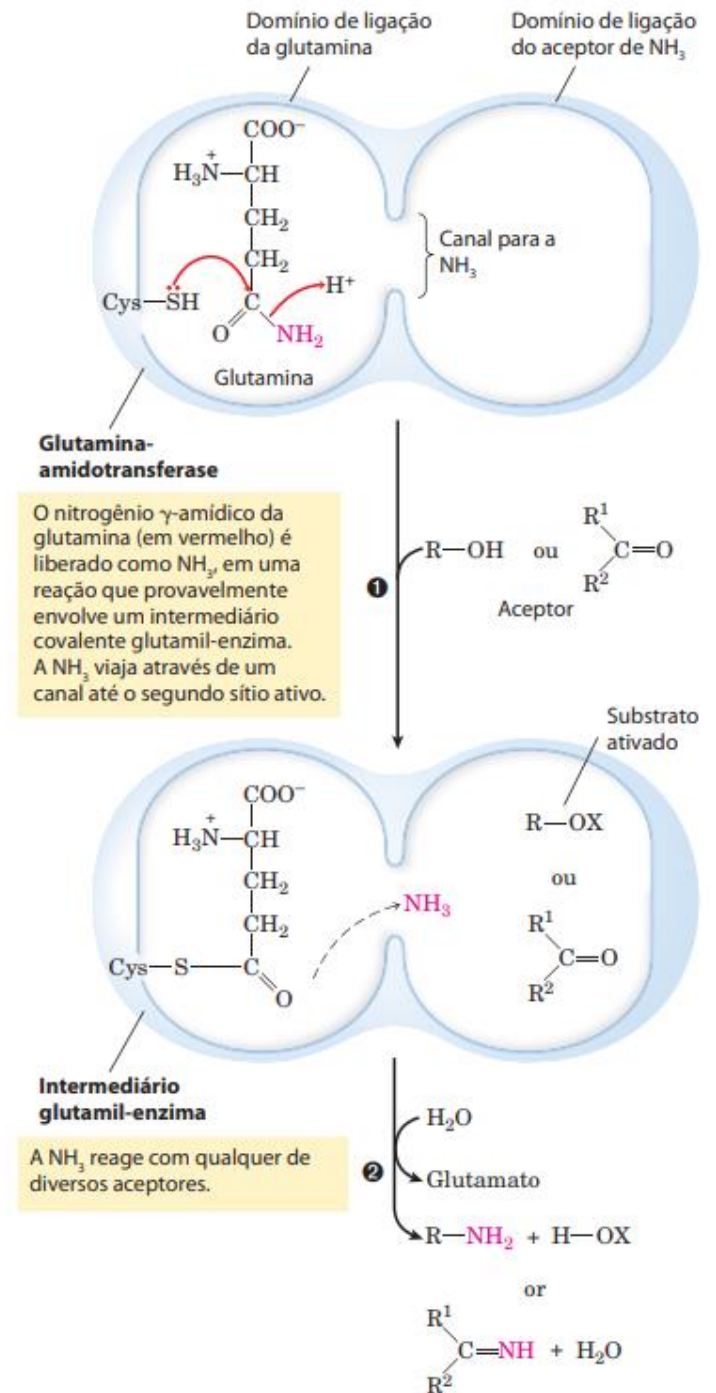 Domínio de ligação
da glutamina
Domínio de ligação
do aceptor de NH₃
COO⁻
H₃N⁺—CH
CH₂
CH₂
Cys—SH
C
H⁺
O
NH₂
Glutamina
Canal para a
NH₃
Glutamina-
amidotransferase
O nitrogênio γ-amídico da
glutamina (em vermelho) é
liberado como NH₃, em uma
reação que provavelmente
envolve um intermediário
covalente glutamil-enzima.
A NH₃ viaja através de um
canal até o segundo sítio ativo.
❶
R—OH ou
R¹
C=O
R²
Aceptor
Substrato
ativado
COO⁻
H₃N⁺—CH
CH₂
CH₂
Cys—S—C
O
NH₃
R—OX
ou
R¹
C=O
R²
Intermediário
glutamil-enzima
A NH₃ reage com qualquer de
diversos aceptores.
❷
H₂O
Glutamato
R—NH₂ + H—OX
or
R¹
C=NH + H₂O
R²